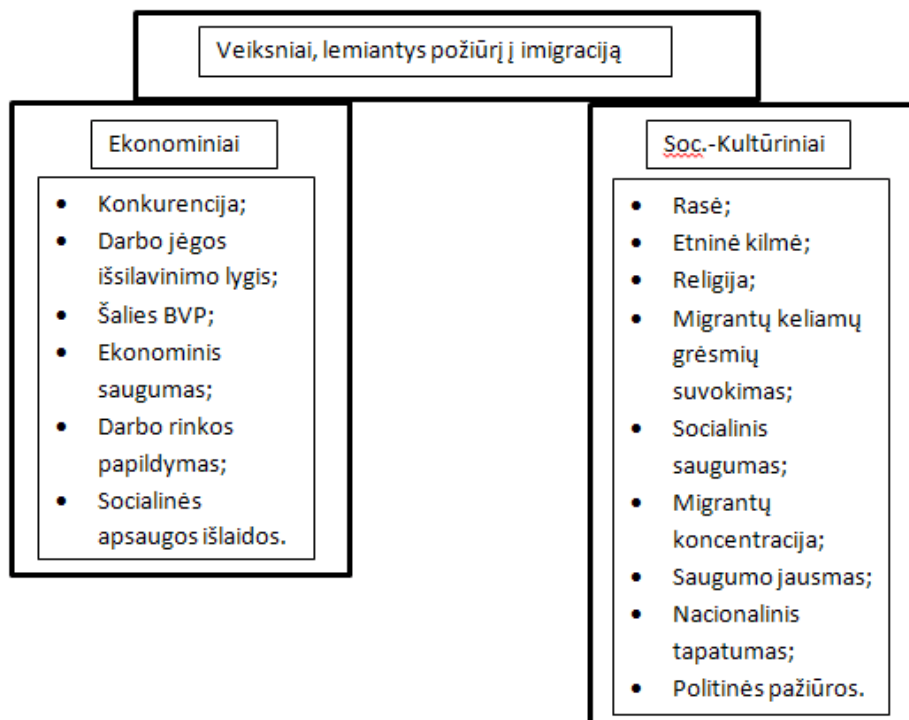 Veiksniai, lemiantys požiūrį į imigraciją
Ekonominiai
• Konkurencija;
• Darbo jėgos
išsilavinimo lygis;
• Šalies BVP;
• Ekonominis
saugumas;
• Darbo rinkos
papildymas;
• Socialinės
apsaugos išlaidos.
Soc.-Kultūriniai
• Rasė;
• Etninė kilmė;
• Religija;
• Migrantų keliamų
grėsmių
suvokimas;
• Socialinis
saugumas;
• Migrantų
koncentracija;
• Saugumo jausmas;
• Nacionalinis
tapatumas;
• Politinės pažiūros.